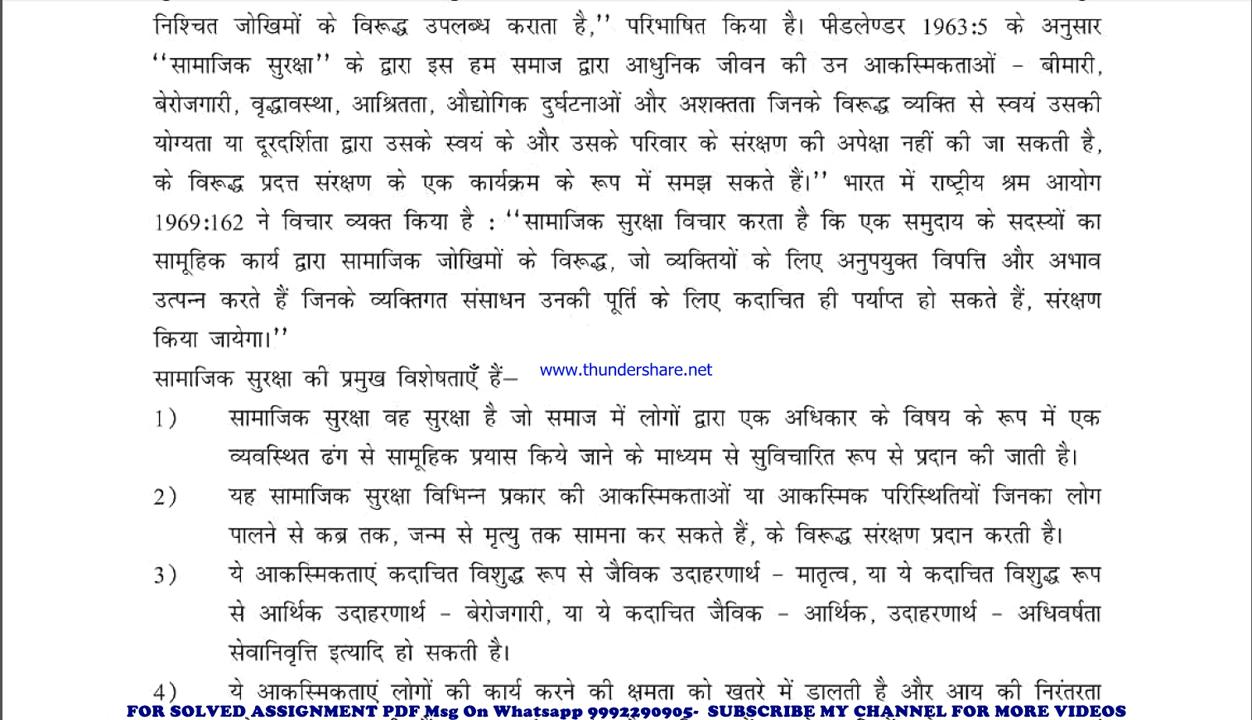 निश्चित जोखिमों के विरूद्ध उपलब्ध कराता है,'' परिभाषित किया है। फीडलेण्डर 1963:5 के अनुसार
''सामाजिक सुरक्षा'' के द्वारा इस हम समाज द्वारा आधुनिक जीवन की उन आकस्मिकताओं – बीमारी,
बेरोजगारी, वृद्धावस्था, आश्रितता, औद्योगिक दुर्घटनाओं और अशक्तता जिनके विरूद्ध व्यक्ति से स्वयं उसकी
योग्यता या दूरदर्शिता द्वारा उसके स्वयं के और उसके परिवार के संरक्षण की अपेक्षा नहीं की जा सकती है,
के विरूद्ध प्रदत्त संरक्षण के एक कार्यक्रम के रूप में समझ सकते हैं।'' भारत में राष्ट्रीय श्रम आयोग
1969:162 ने विचार व्यक्त किया है : ''सामाजिक सुरक्षा विचार करता है कि एक समुदाय के सदस्यों का
सामूहिक कार्य द्वारा सामाजिक जोखिमों के विरूद्ध, जो व्यक्तियों के लिए अनुपयुक्त विपत्ति और अभाव
उत्पन्न करते हैं जिनके व्यक्तिगत संसाधन उनकी पूर्ति के लिए कदाचित ही पर्याप्त हो सकते हैं, संरक्षण
किया जायेगा।''
सामाजिक सुरक्षा की प्रमुख विशेषताएँ हैं– www.thundershare.net
1) सामाजिक सुरक्षा वह सुरक्षा है जो समाज में लोगों द्वारा एक अधिकार के विषय के रूप में एक
व्यवस्थित ढंग से सामूहिक प्रयास किये जाने के माध्यम से सुविचारित रूप से प्रदान की जाती है।
2) यह सामाजिक सुरक्षा विभिन्न प्रकार की आकस्मिकताओं या आकस्मिक परिस्थितियों जिनका लोग
पालने से कब्र तक, जन्म से मृत्यु तक सामना कर सकते हैं, के विरूद्ध संरक्षण प्रदान करती है।
3) ये आकस्मिकताएं कदाचित विशुद्ध रूप से जैविक उदाहरणार्थ – मातृत्व, या ये कदाचित विशुद्ध रूप
से आर्थिक उदाहरणार्थ – बेरोजगारी, या ये कदाचित जैविक – आर्थिक, उदाहरणार्थ – अधिवर्षता
सेवानिवृत्ति इत्यादि हो सकती है।
4) ये आकस्मिकताएं लोगों की कार्य करने की क्षमता को खतरे में डालती है और आय की निरंतरता
FOR SOLVED ASSIGNMENT PDF Msg On Whatsapp 9992290905- SUBSCRIBE MY CHANNEL FOR MORE VIDEOS